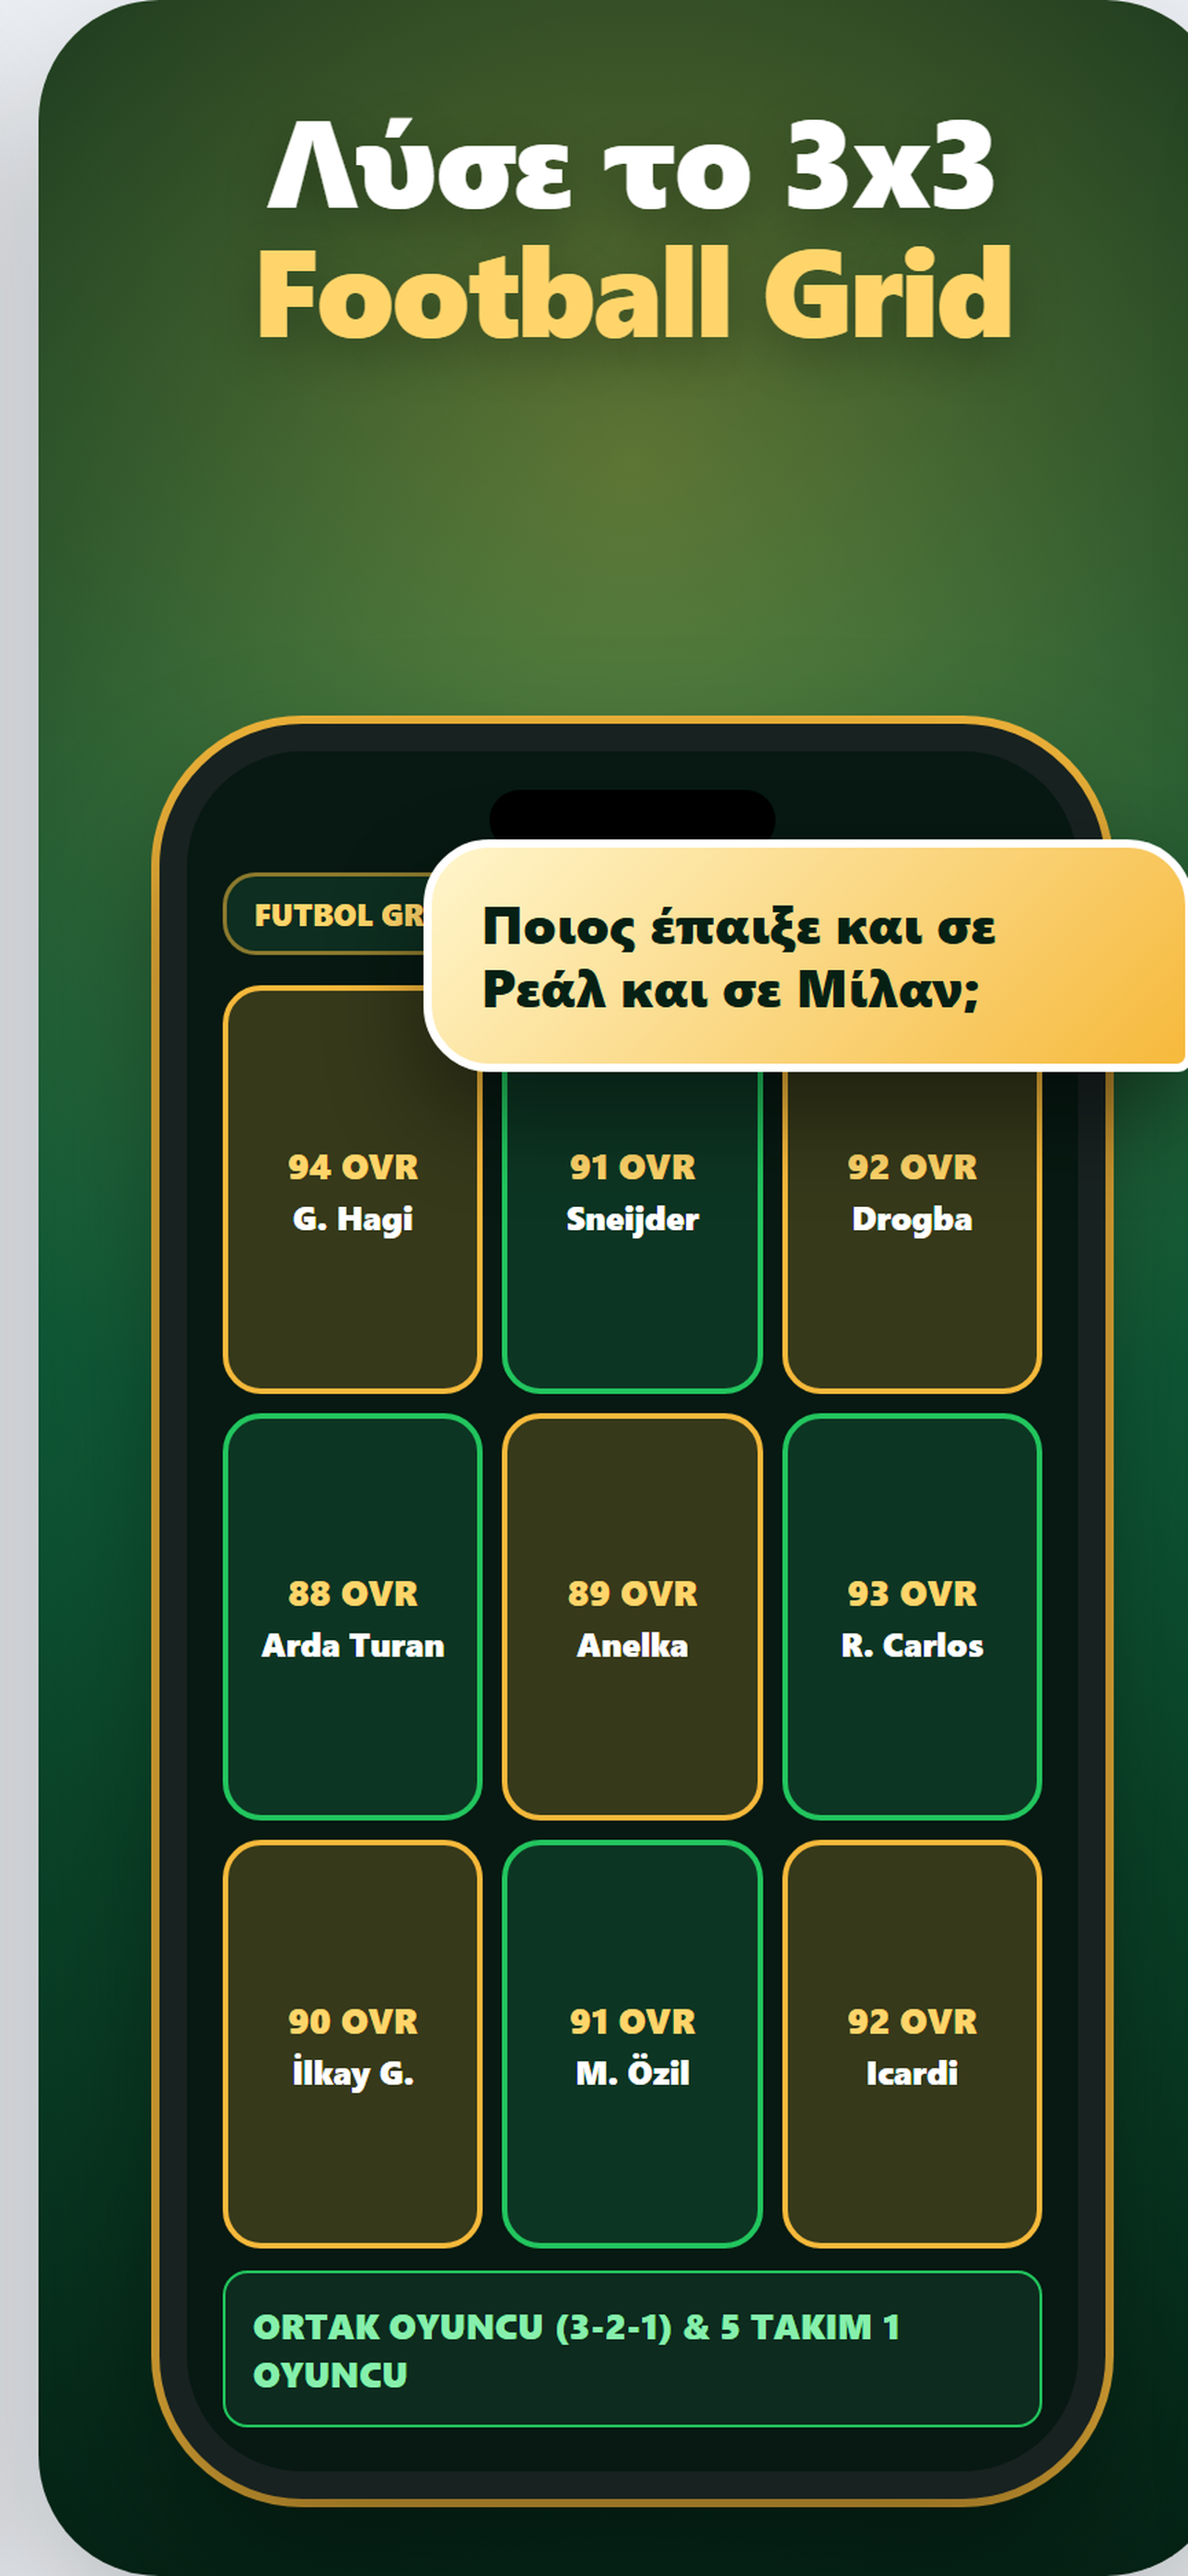 Λύσε το 3x3
Football Grid
FUTBOL GR
Ποιος έπαιξε και σε
Ρεάλ και σε Μίλαν;
94 OVR
G. Hagi
91 OVR
Sneijder
92 OVR
Drogba
88 OVR
Arda Turan
89 OVR
Anelka
93 OVR
R. Carlos
90 OVR
İlkay G.
91 OVR
M. Özil
92 OVR
Icardi
ORTAK OYUNCU (3-2-1) & 5 TAKIM 1
OYUNCU